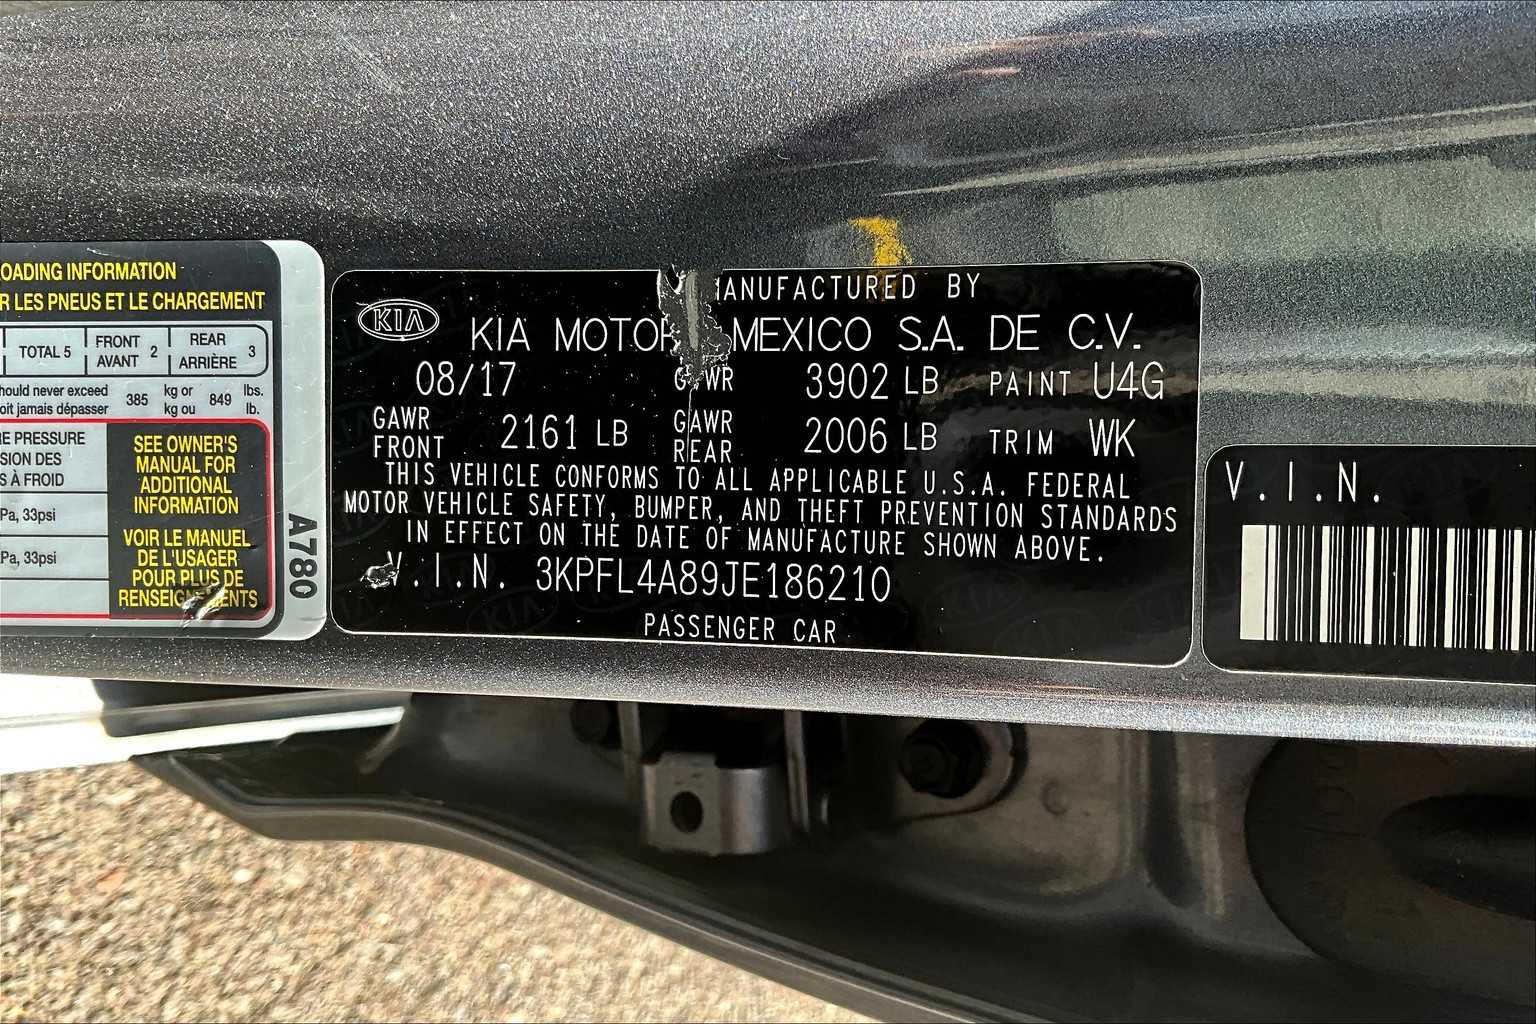 OADING INFORMATION
R LES PNEUS ET LE CHARGEMENT
TOTAL 5
FRONT
AVANT 2
REAR
ARRIÈRE 3
hould never exceed
oit jamais dépasser
385
kg or
kg ou
849
lbs.
lb.
RE PRESSURE
SION DES
S À FROID
Pa, 33psi
Pa, 33psi
SEE OWNER'S
MANUAL FOR
ADDITIONAL
INFORMATION
VOIR LE MANUEL
DE L'USAGER
POUR PLUS DE
RENSEIGNEMENTS
A780
KIA
MANUFACTURED BY
KIA MOTORS MEXICO S.A. DE C.V.
08/17 GVWR 3902 LB PAINT U4G
GAWR
FRONT 2161 LB
GAWR
REAR 2006 LB TRIM WK
THIS VEHICLE CONFORMS TO ALL APPLICABLE U.S.A. FEDERAL
MOTOR VEHICLE SAFETY, BUMPER, AND THEFT PREVENTION STANDARDS
IN EFFECT ON THE DATE OF MANUFACTURE SHOWN ABOVE.
V.I.N. 3KPFL4A89JE186210
PASSENGER CAR
V.I.N.